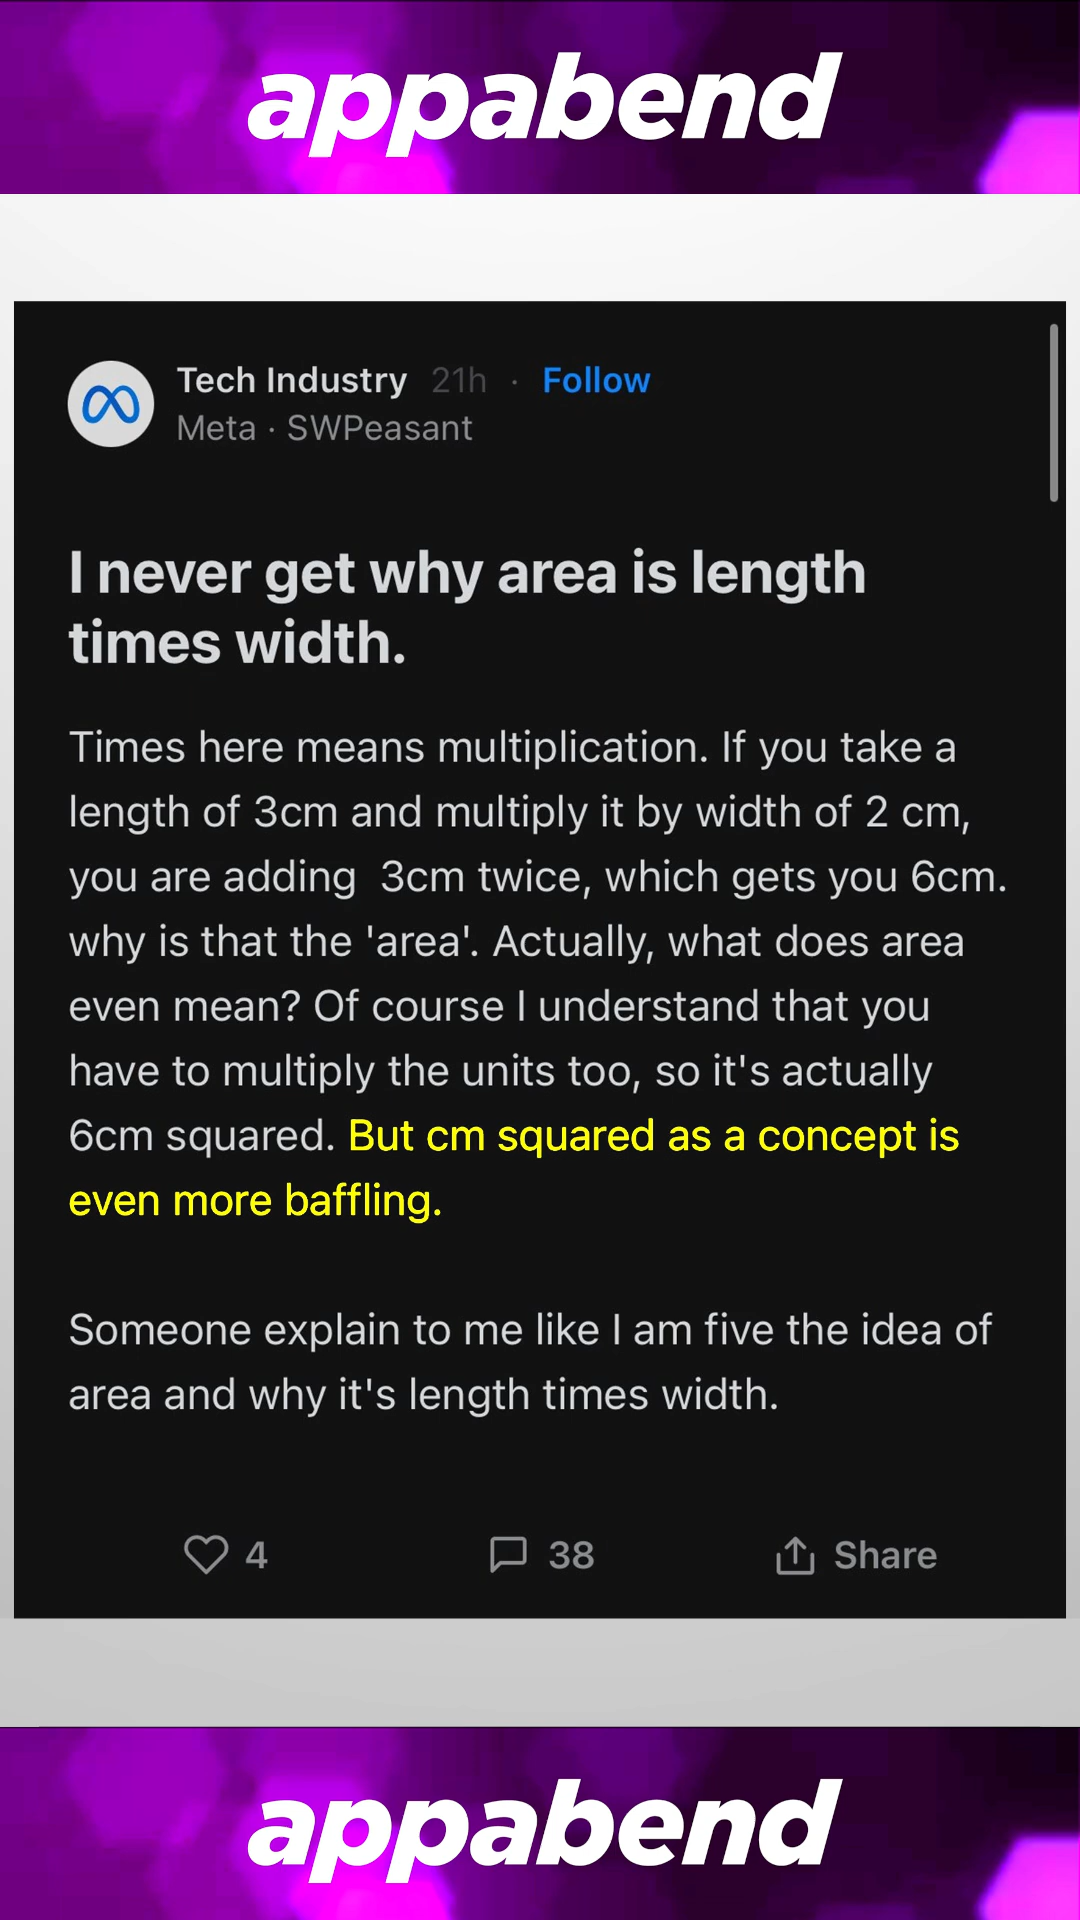 appabend
Tech Industry 21h · Follow
Meta · SWPeasant
I never get why area is length
times width.
Times here means multiplication. If you take a
length of 3cm and multiply it by width of 2 cm,
you are adding  3cm twice, which gets you 6cm.
why is that the 'area'. Actually, what does area
even mean? Of course I understand that you
have to multiply the units too, so it's actually
6cm squared. But cm squared as a concept is
even more baffling.
Someone explain to me like I am five the idea of
area and why it's length times width.
4 38 Share
appabend